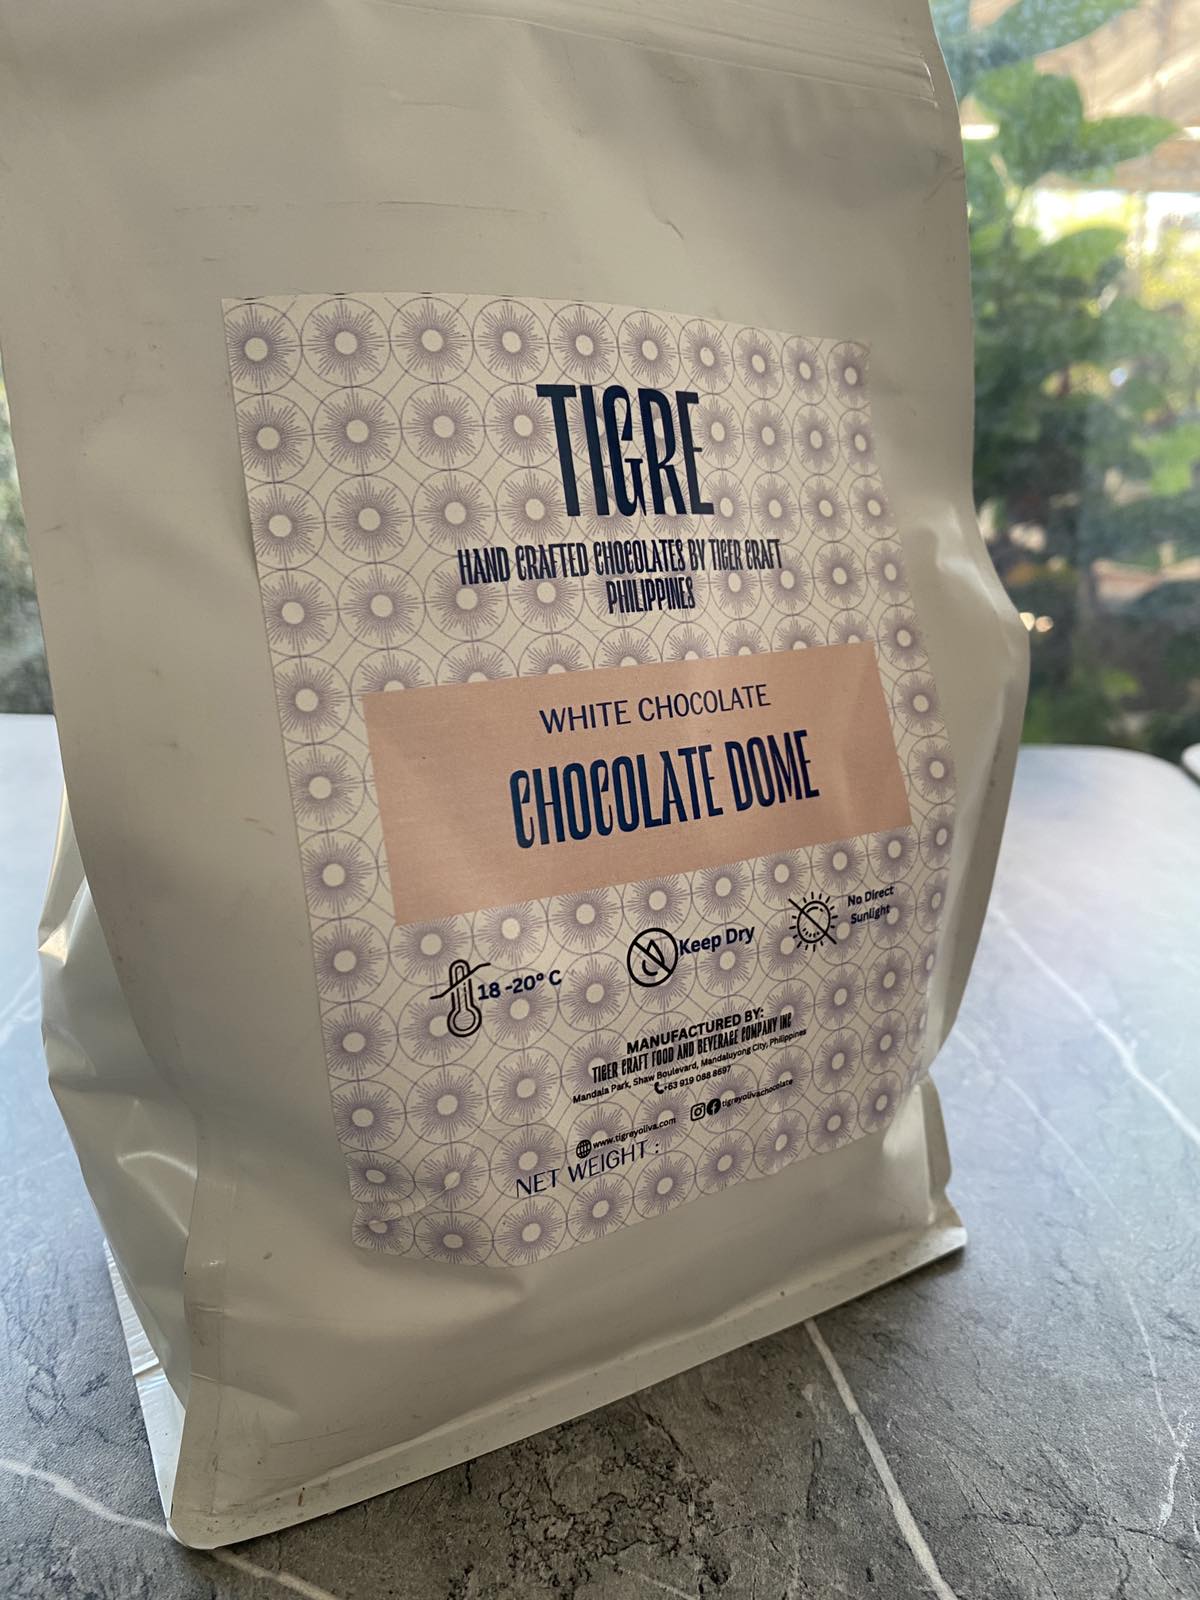 TIGRE
HAND CRAFTED CHOCOLATES BY TIGER CRAFT
PHILIPPINES
WHITE CHOCOLATE
CHOCOLATE DOME
18 -20° C
Keep Dry
No Direct
Sunlight
MANUFACTURED BY:
TIGER CRAFT FOOD AND BEVERAGE COMPANY INC
Mandala Park, Shaw Boulevard, Mandaluyong City, Philippines
+63 919 088 8697
tigreyolivachocolate
www.tigreyoliva.com
NET WEIGHT :